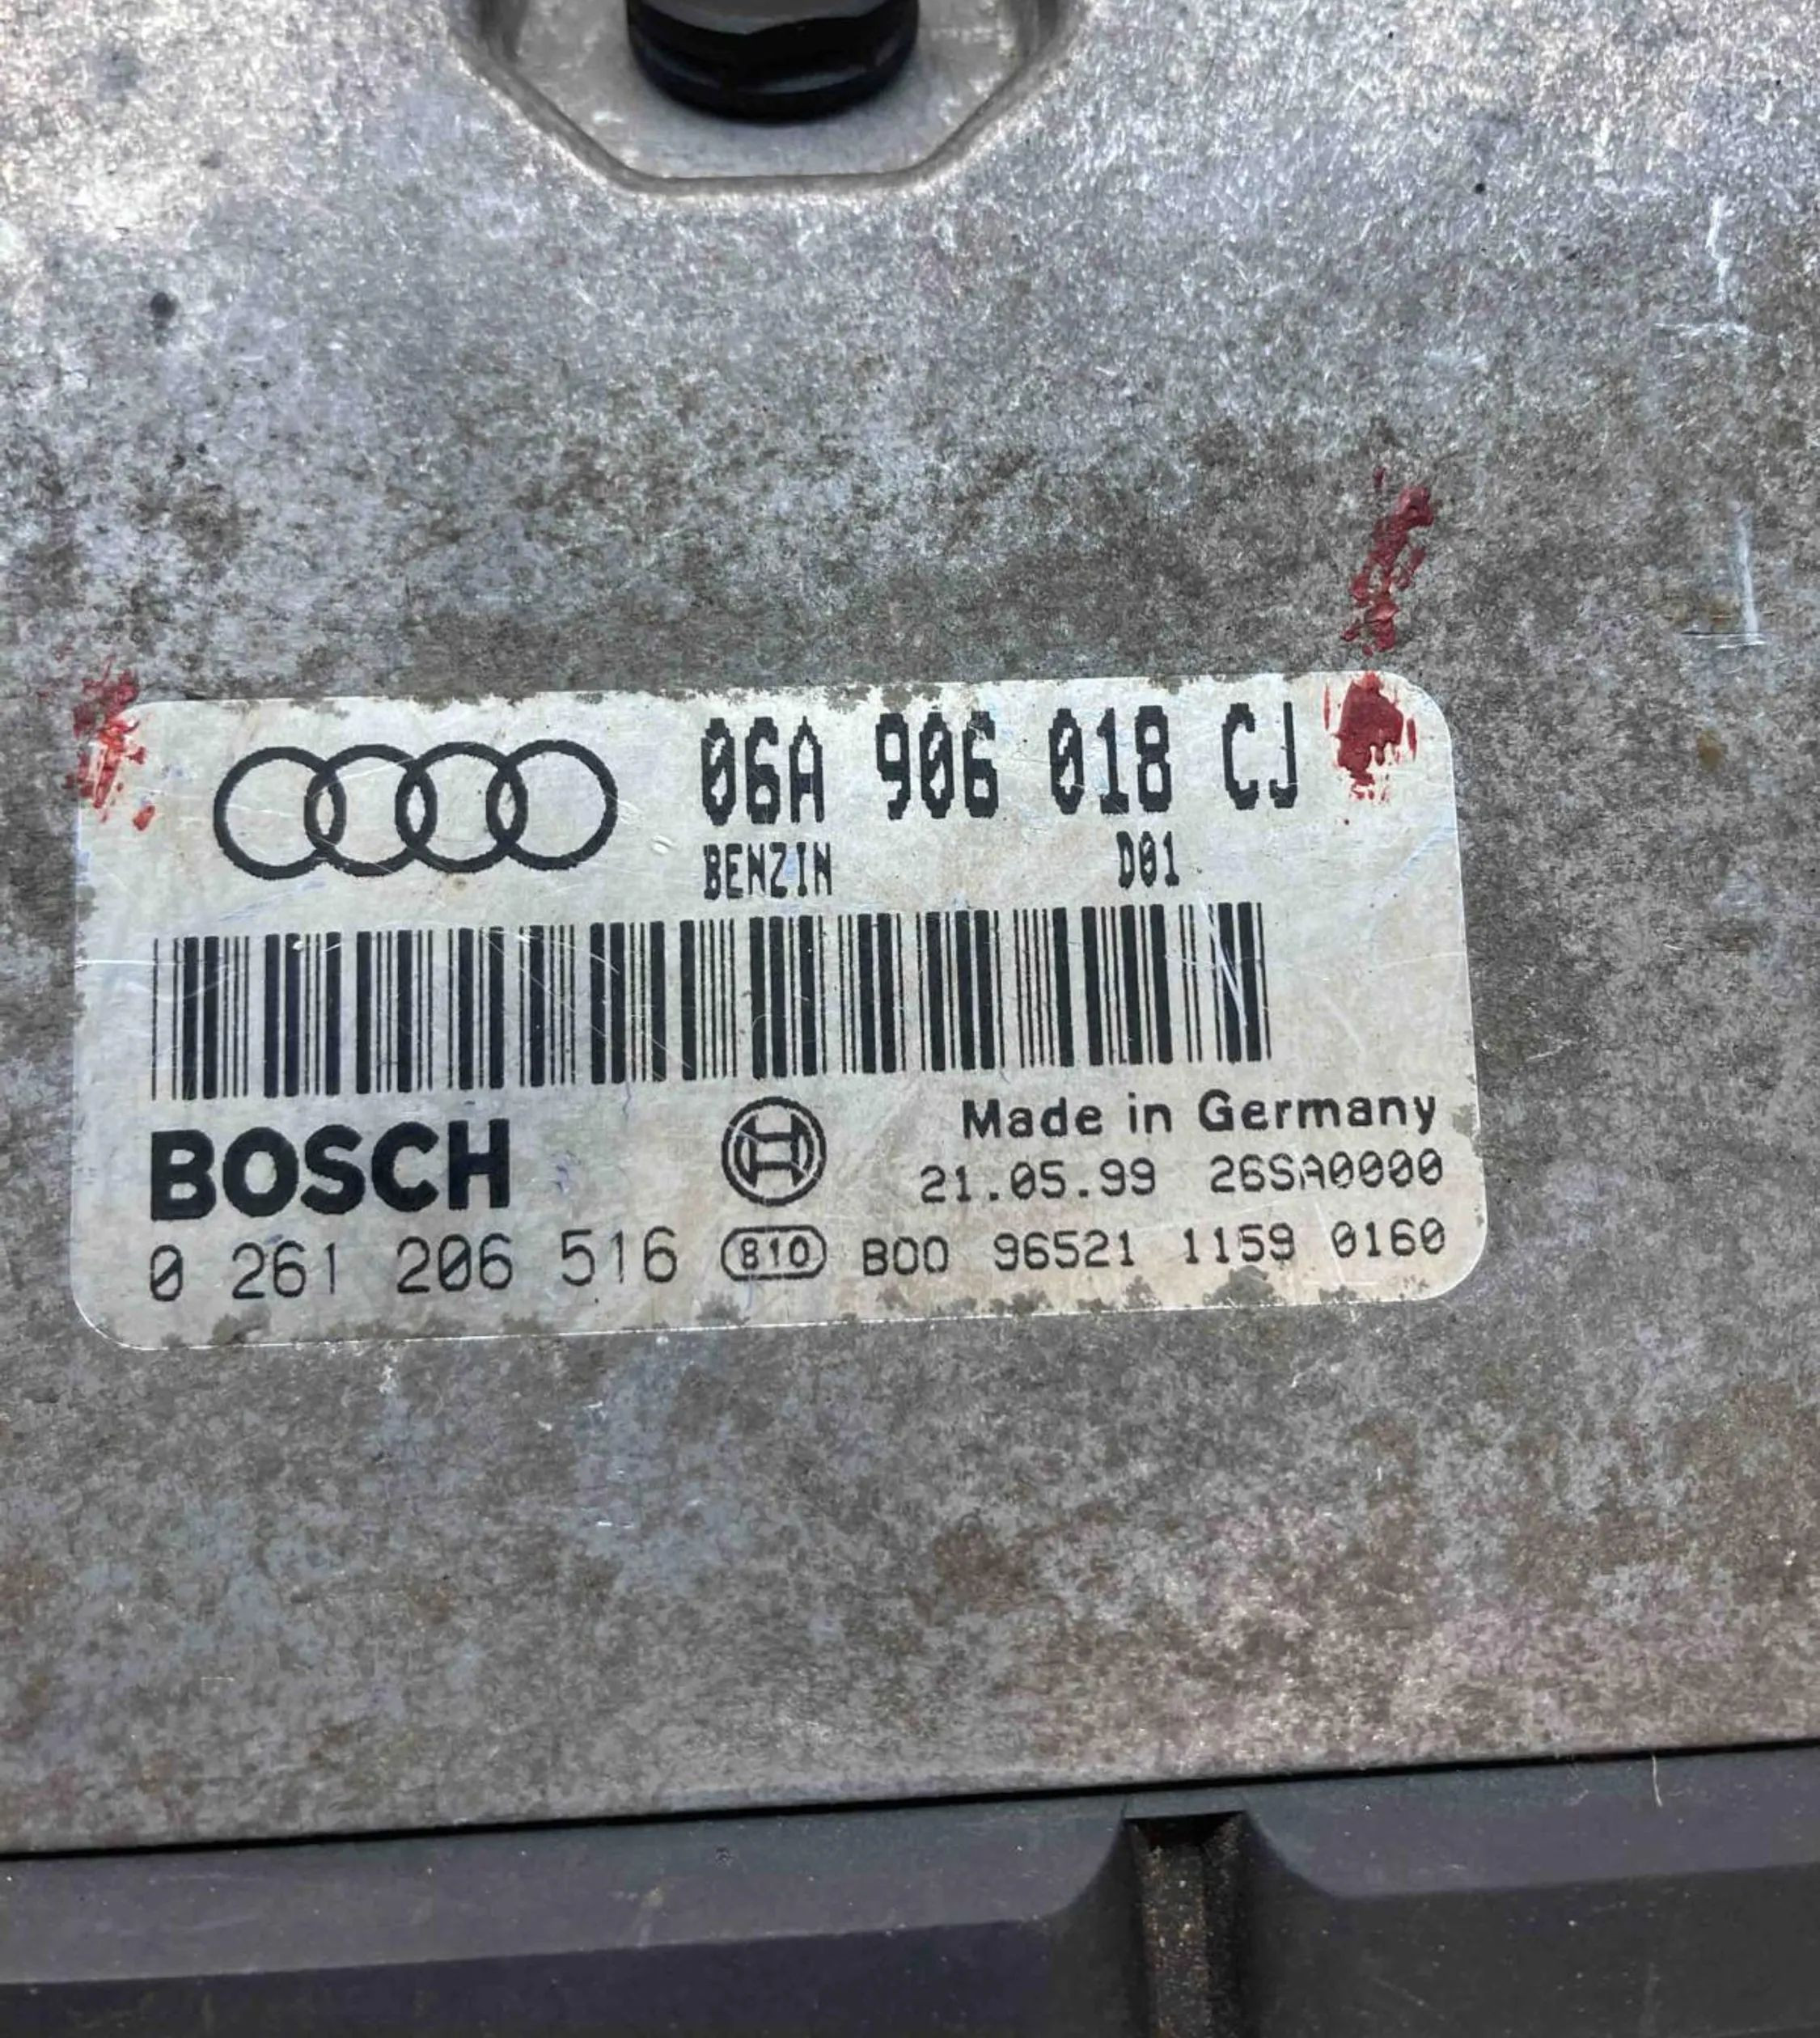 06A 906 018 CJ
BENZIN D01
BOSCH
Made in Germany
21.05.99 26SA0000
0 261 206 516 810 B00 96521 1159 0160